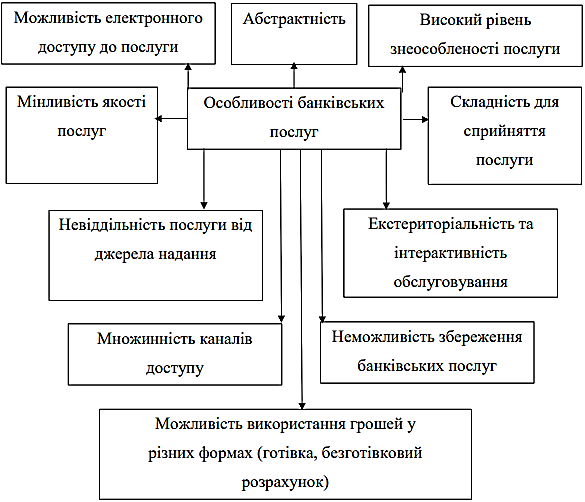 Можливість електронного
доступу до послуги
Абстрактність
Високий рівень
знеособленості послуги
Мінливість якості
послуг
Особливості банківських
послуг
Складність для
сприйняття
послуги
Невіддільність послуги від
джерела надання
Екстериторіальність та
інтерактивність
обслуговування
Множинність каналів
доступу
Неможливість збереження
банківських послуг
Можливість використання грошей у
різних формах (готівка, безготівковий
розрахунок)